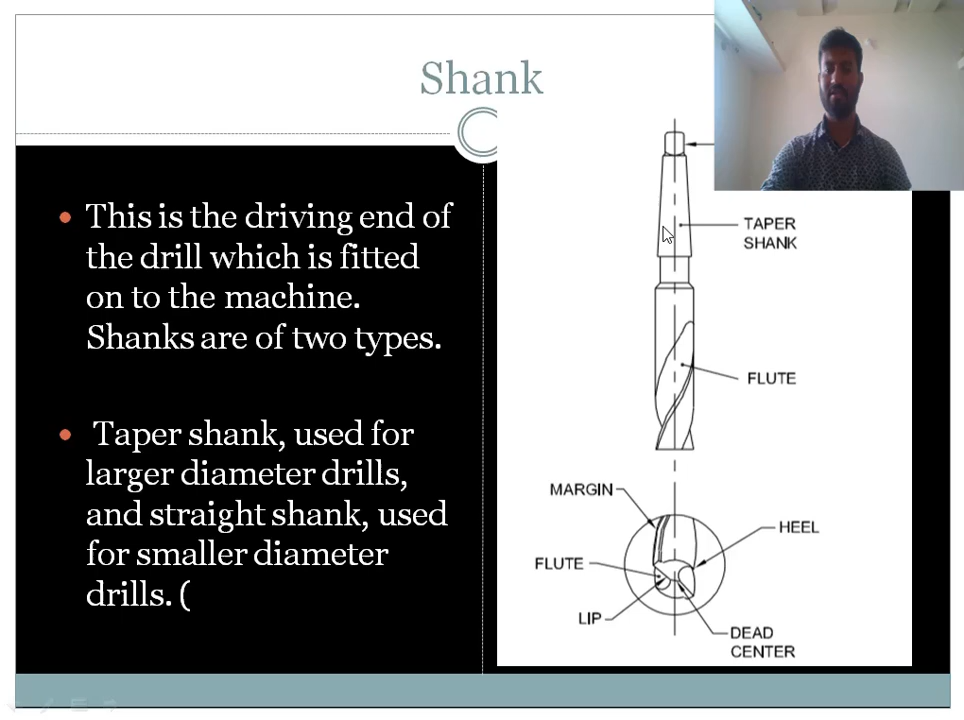 Shank
• This is the driving end of
the drill which is fitted
on to the machine.
Shanks are of two types.
• Taper shank, used for
larger diameter drills,
and straight shank, used
for smaller diameter
drills. (
TAPER
SHANK
FLUTE
MARGIN
HEEL
FLUTE
LIP
DEAD
CENTER